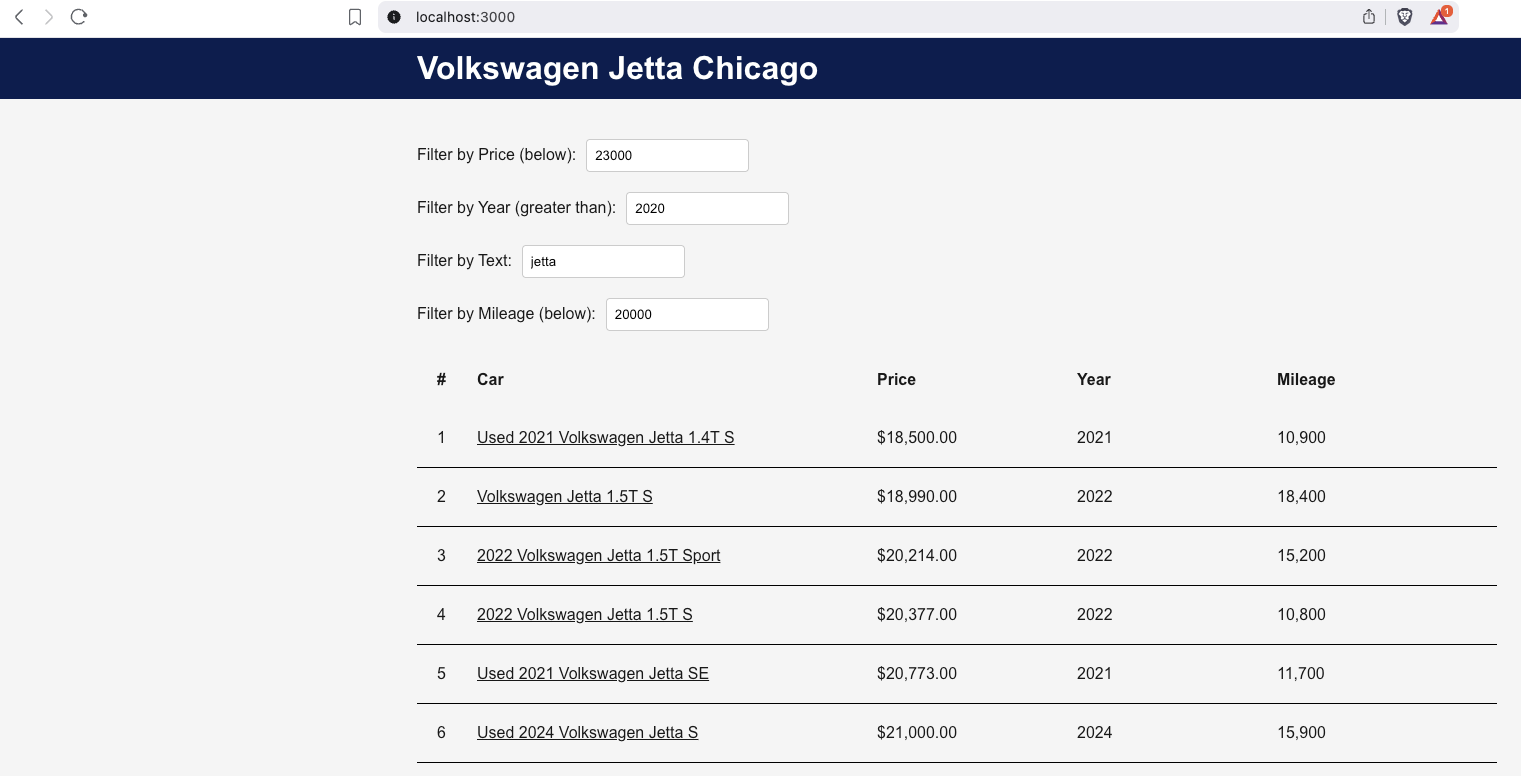 localhost:3000
1
Volkswagen Jetta Chicago
Filter by Price (below): 23000
Filter by Year (greater than): 2020
Filter by Text: jetta
Filter by Mileage (below): 20000
# Car Price Year Mileage
1 Used 2021 Volkswagen Jetta 1.4T S $18,500.00 2021 10,900
2 Volkswagen Jetta 1.5T S $18,990.00 2022 18,400
3 2022 Volkswagen Jetta 1.5T Sport $20,214.00 2022 15,200
4 2022 Volkswagen Jetta 1.5T S $20,377.00 2022 10,800
5 Used 2021 Volkswagen Jetta SE $20,773.00 2021 11,700
6 Used 2024 Volkswagen Jetta S $21,000.00 2024 15,900